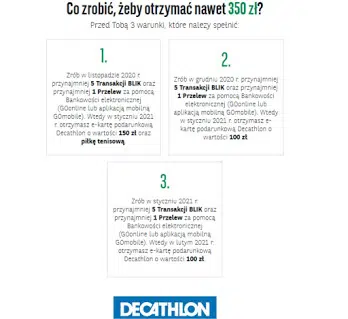 Co zrobić, żeby otrzymać nawet 350 zł?
Przed Tobą 3 warunki, które należy spełnić:
1.
Zrób w listopadzie 2020 r.
przynajmniej 5 Transakcji BLIK oraz
przynajmniej 1 Przelew za pomocą
Bankowości elektronicznej
(GOonline lub aplikacją mobilną
GOmobile). Wtedy w styczniu 2021
r. otrzymasz e-kartę podarunkową
Decathlon o wartości 150 zł oraz
piłkę tenisową.
2.
Zrób w grudniu 2020 r. przynajmniej
5 Transakcji BLIK oraz przynajmniej
1 Przelew za pomocą Bankowości
elektronicznej (GOonline lub
aplikacją mobilną GOmobile). Wtedy
w styczniu 2021 r. otrzymasz e-
kartę podarunkową Decathlon o
wartości 100 zł.
3.
Zrób w styczniu 2021 r.
przynajmniej 5 Transakcji BLIK oraz
przynajmniej 1 Przelew za pomocą
Bankowości elektronicznej
(GOonline lub aplikacją mobilną
GOmobile). Wtedy w lutym 2021 r.
otrzymasz e-kartę podarunkową
Decathlon o wartości 100 zł.
DECATHLON